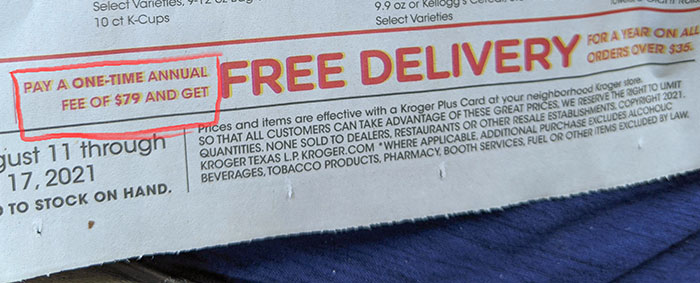 Select Varieties, 9-12 oz
10 ct K-Cups
9.9 oz or Kellogg's Cereal
Select Varieties
PAY A ONE-TIME ANNUAL
FEE OF $79 AND GET
FREE DELIVERY
FOR A YEAR ON ALL
ORDERS OVER $35.
gust 11 through
17, 2021
TO STOCK ON HAND.
Prices and items are effective with a Kroger Plus Card at your neighborhood Kroger store.
SO THAT ALL CUSTOMERS CAN TAKE ADVANTAGE OF THESE GREAT PRICES, WE RESERVE THE RIGHT TO LIMIT
QUANTITIES. NONE SOLD TO DEALERS, RESTAURANTS OR OTHER RESALE ESTABLISHMENTS. COPYRIGHT 2021.
KROGER TEXAS L.P. KROGER.COM *WHERE APPLICABLE, ADDITIONAL PURCHASE EXCLUDES ALCOHOLIC
BEVERAGES, TOBACCO PRODUCTS, PHARMACY, BOOTH SERVICES, FUEL OR OTHER ITEMS EXCLUDED BY LAW.